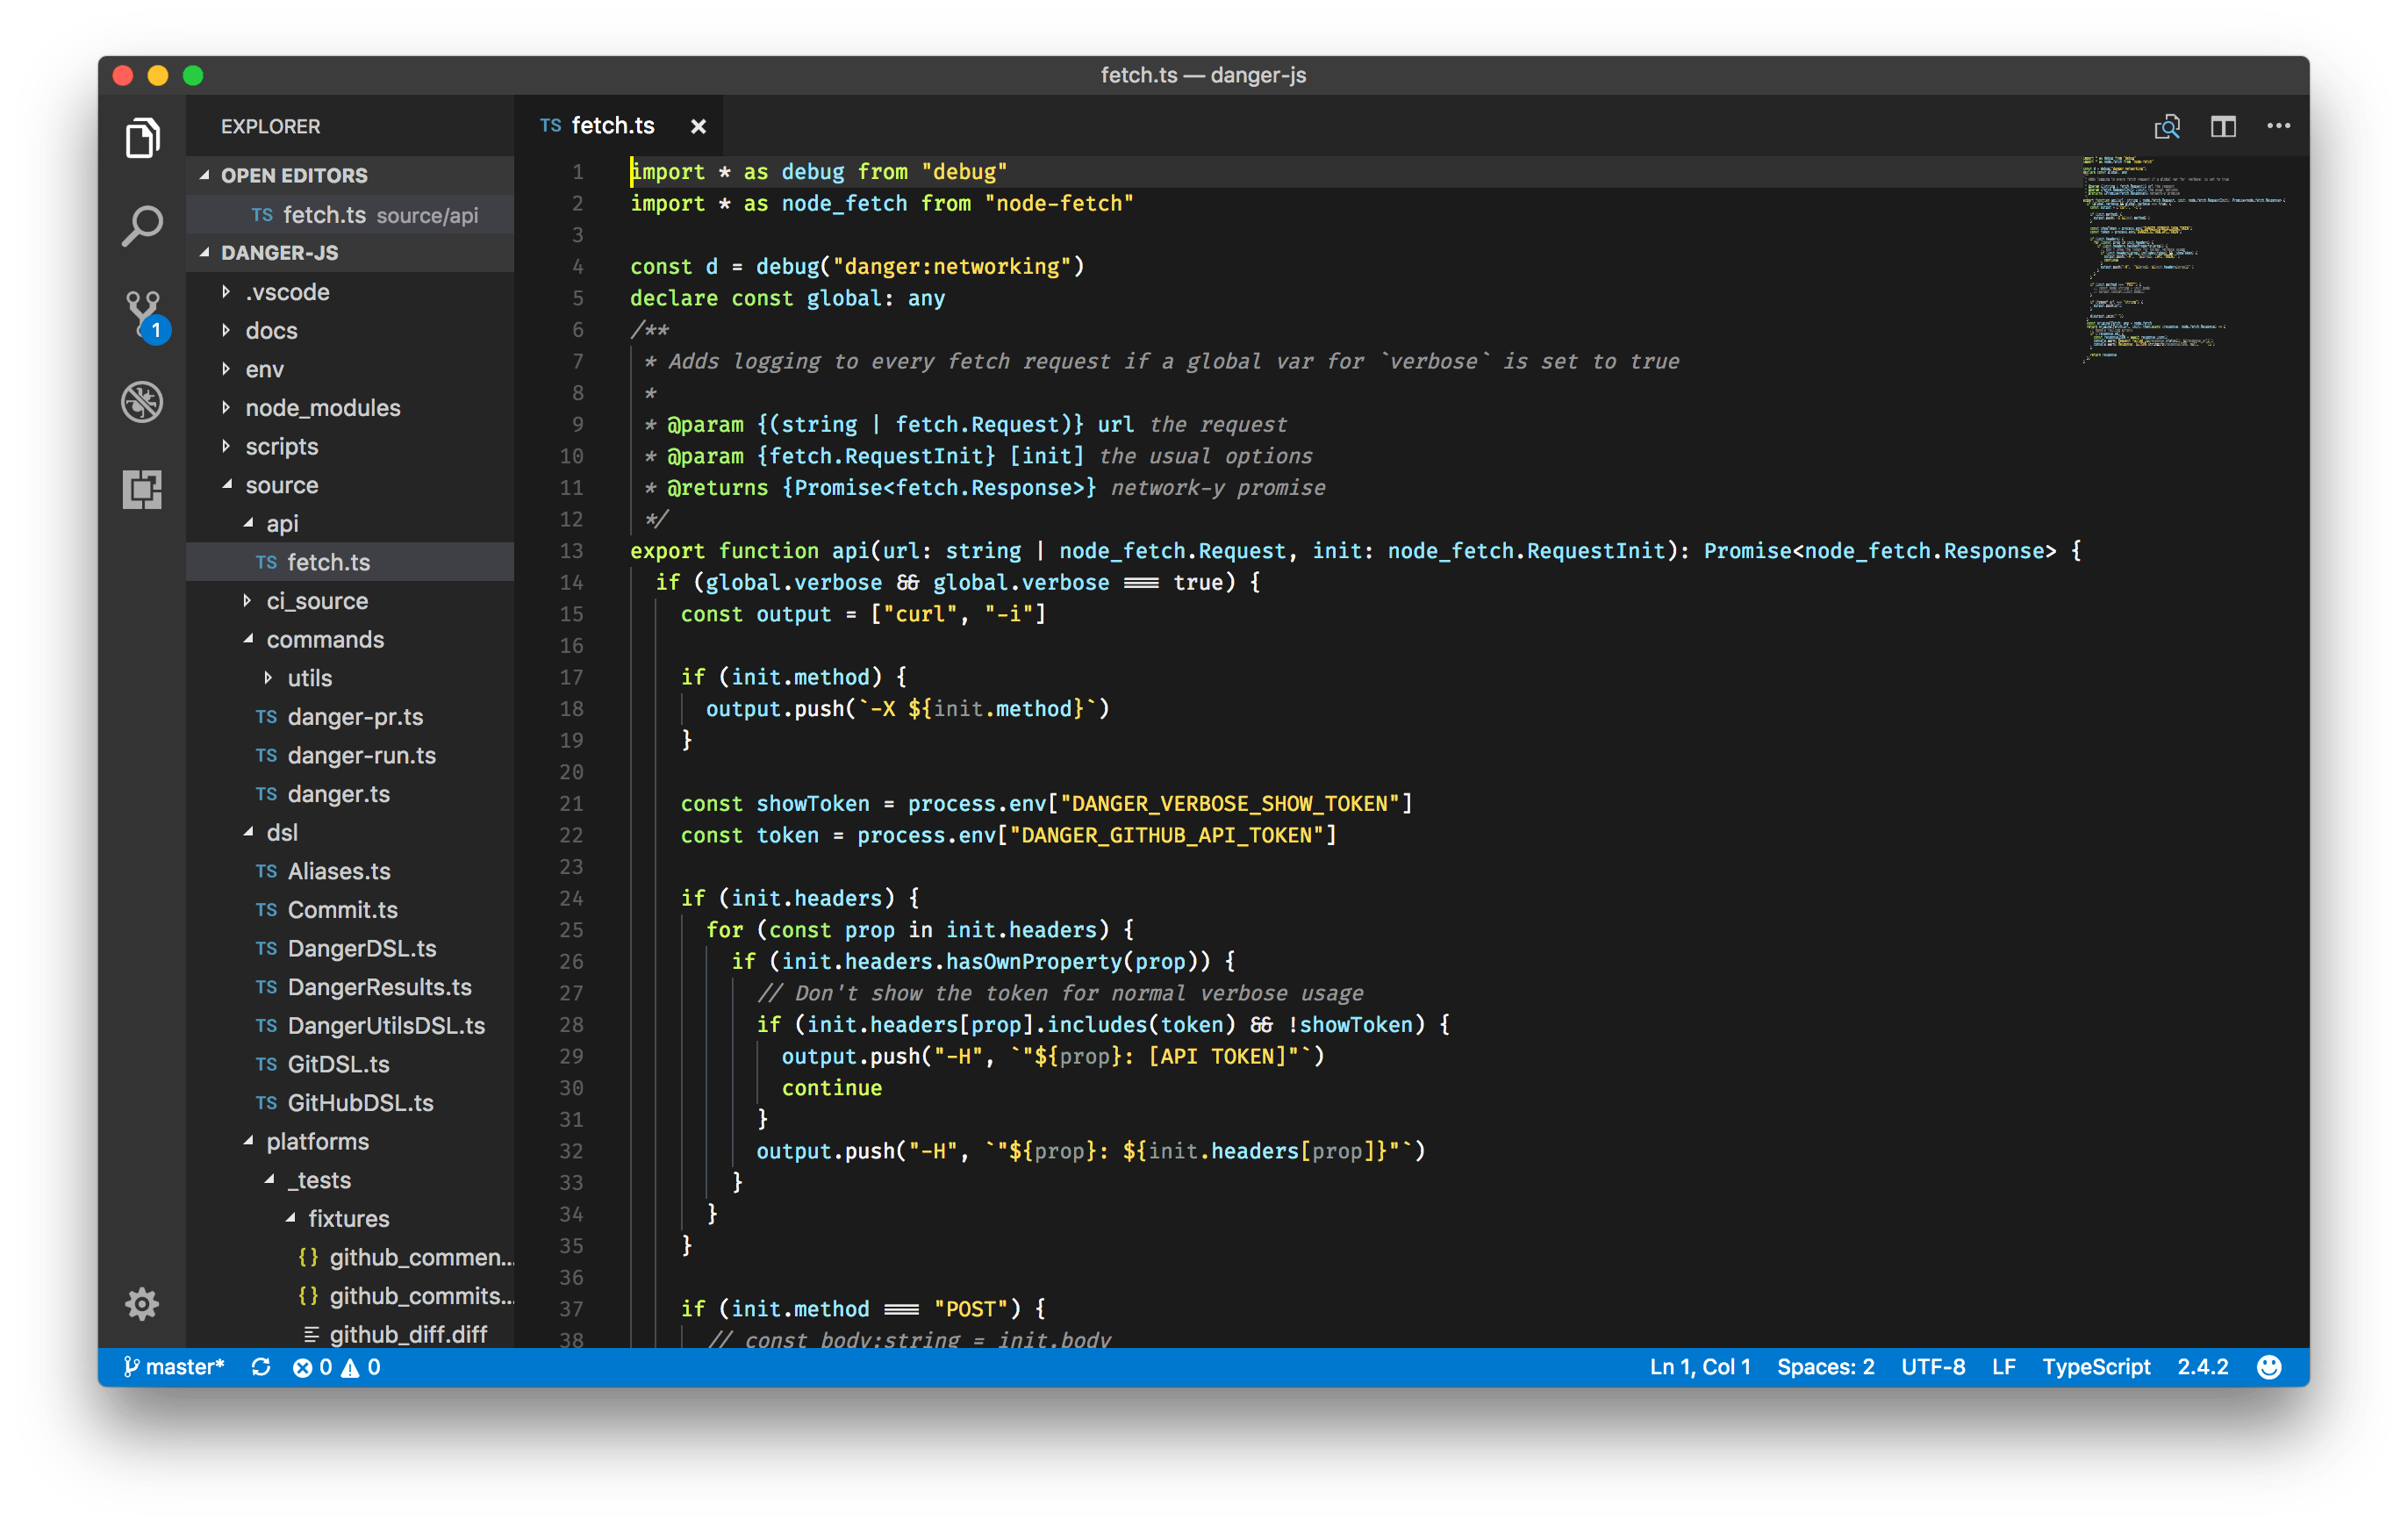 fetch.ts — danger-js
EXPLORER
OPEN EDITORS
TS fetch.ts source/api
DANGER-JS
.vscode
docs
env
node_modules
scripts
source
api
TS fetch.ts
ci_source
commands
utils
TS danger-pr.ts
TS danger-run.ts
TS danger.ts
dsl
TS Aliases.ts
TS Commit.ts
TS DangerDSL.ts
TS DangerResults.ts
TS DangerUtilsDSL.ts
TS GitDSL.ts
TS GitHubDSL.ts
platforms
_tests
fixtures
{} github_commen...
{} github_commits...
github_diff.diff
1
TS fetch.ts ×
1 import * as debug from "debug"
2 import * as node_fetch from "node-fetch"
3
4 const d = debug("danger:networking")
5 declare const global: any
6 /**
7 * Adds logging to every fetch request if a global var for `verbose` is set to true
8 *
9 * @param {(string | fetch.Request)} url the request
10 * @param {fetch.RequestInit} [init] the usual options
11 * @returns {Promise<fetch.Response>} network-y promise
12 */
13 export function api(url: string | node_fetch.Request, init: node_fetch.RequestInit): Promise<node_fetch.Response> {
14 if (global.verbose && global.verbose === true) {
15 const output = ["curl", "-i"]
16
17 if (init.method) {
18 output.push(`-X ${init.method}`)
19 }
20
21 const showToken = process.env["DANGER_VERBOSE_SHOW_TOKEN"]
22 const token = process.env["DANGER_GITHUB_API_TOKEN"]
23
24 if (init.headers) {
25 for (const prop in init.headers) {
26 if (init.headers.hasOwnProperty(prop)) {
27 // Don't show the token for normal verbose usage
28 if (init.headers[prop].includes(token) && !showToken) {
29 output.push("-H", `"${prop}: [API TOKEN]"`)
30 continue
31 }
32 output.push("-H", `"${prop}: ${init.headers[prop]}"`)
33 }
34 }
35 }
36
37 if (init.method === "POST") {
38 // const body:string = init.body
master* 0 0
Ln 1, Col 1 Spaces: 2 UTF-8 LF TypeScript 2.4.2